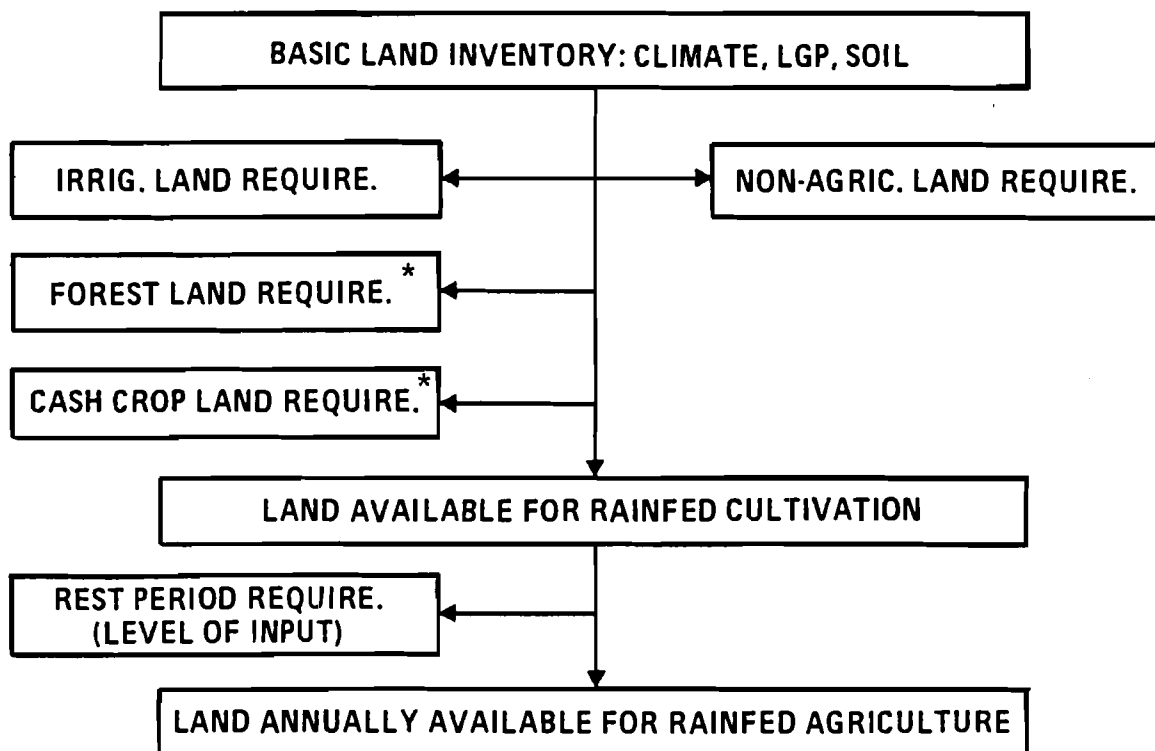 BASIC LAND INVENTORY: CLIMATE, LGP, SOIL
IRRIG. LAND REQUIRE.
NON-AGRIC. LAND REQUIRE.
FOREST LAND REQUIRE.*
CASH CROP LAND REQUIRE.*
LAND AVAILABLE FOR RAINFED CULTIVATION
REST PERIOD REQUIRE.
(LEVEL OF INPUT)
LAND ANNUALLY AVAILABLE FOR RAINFED AGRICULTURE